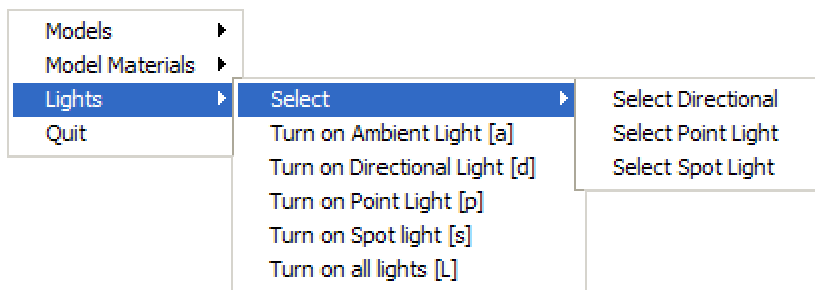 Models
Model Materials
Lights
Quit
Select
Turn on Ambient Light [a]
Turn on Directional Light [d]
Turn on Point Light [p]
Turn on Spot light [s]
Turn on all lights [L]
Select Directional
Select Point Light
Select Spot Light